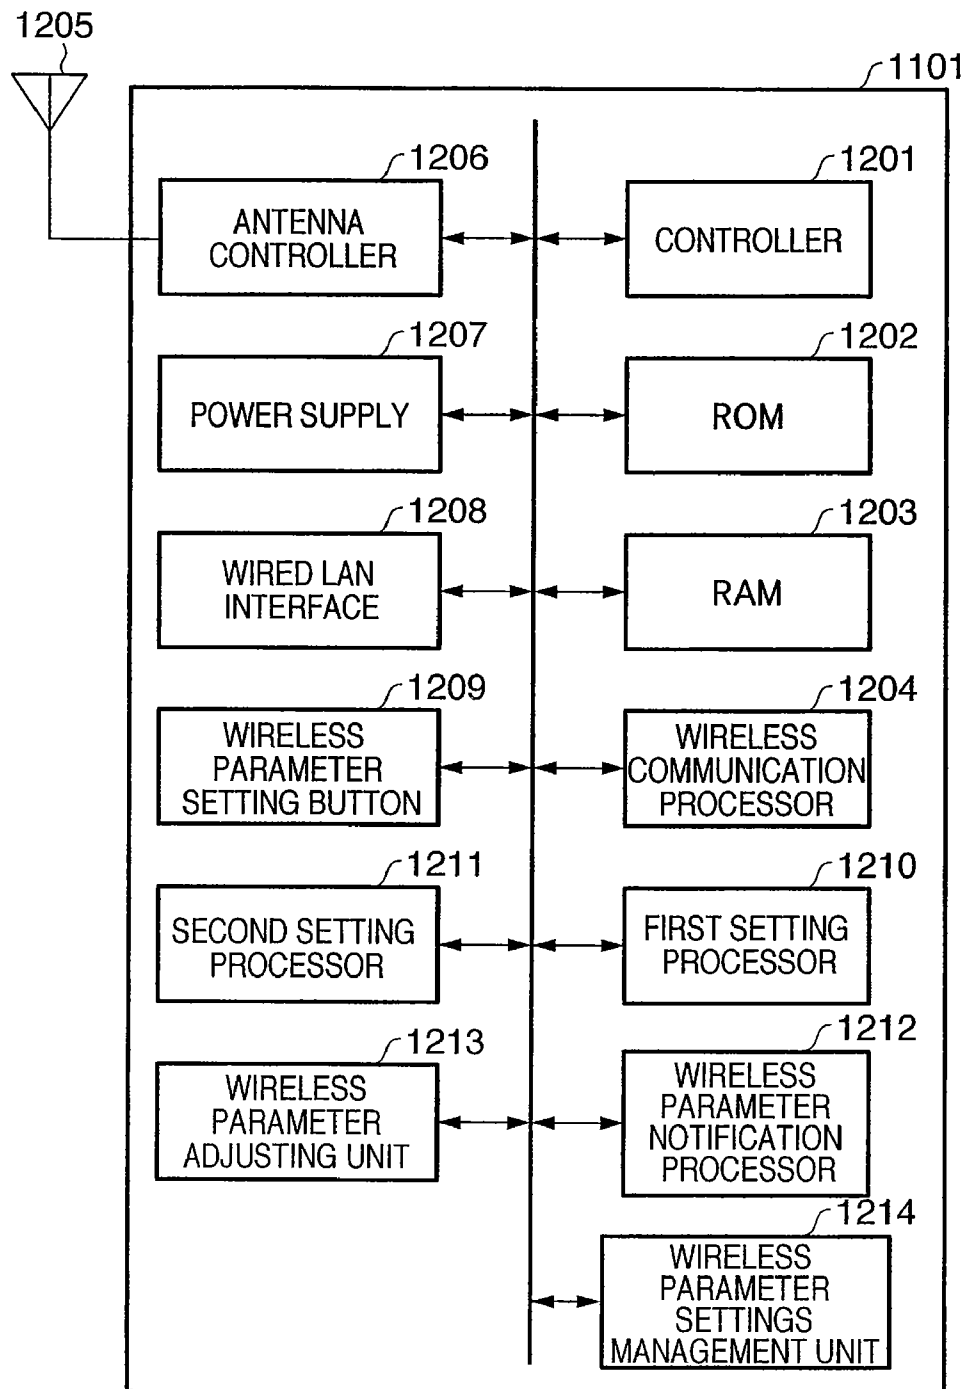 1205
1101
1206
ANTENNA
CONTROLLER
1201
CONTROLLER
1207
POWER SUPPLY
1202
ROM
1208
WIRED LAN
INTERFACE
1203
RAM
1209
WIRELESS
PARAMETER
SETTING BUTTON
1204
WIRELESS
COMMUNICATION
PROCESSOR
1211
SECOND SETTING
PROCESSOR
1210
FIRST SETTING
PROCESSOR
1213
WIRELESS
PARAMETER
ADJUSTING UNIT
1212
WIRELESS
PARAMETER
NOTIFICATION
PROCESSOR
1214
WIRELESS
PARAMETER
SETTINGS
MANAGEMENT UNIT